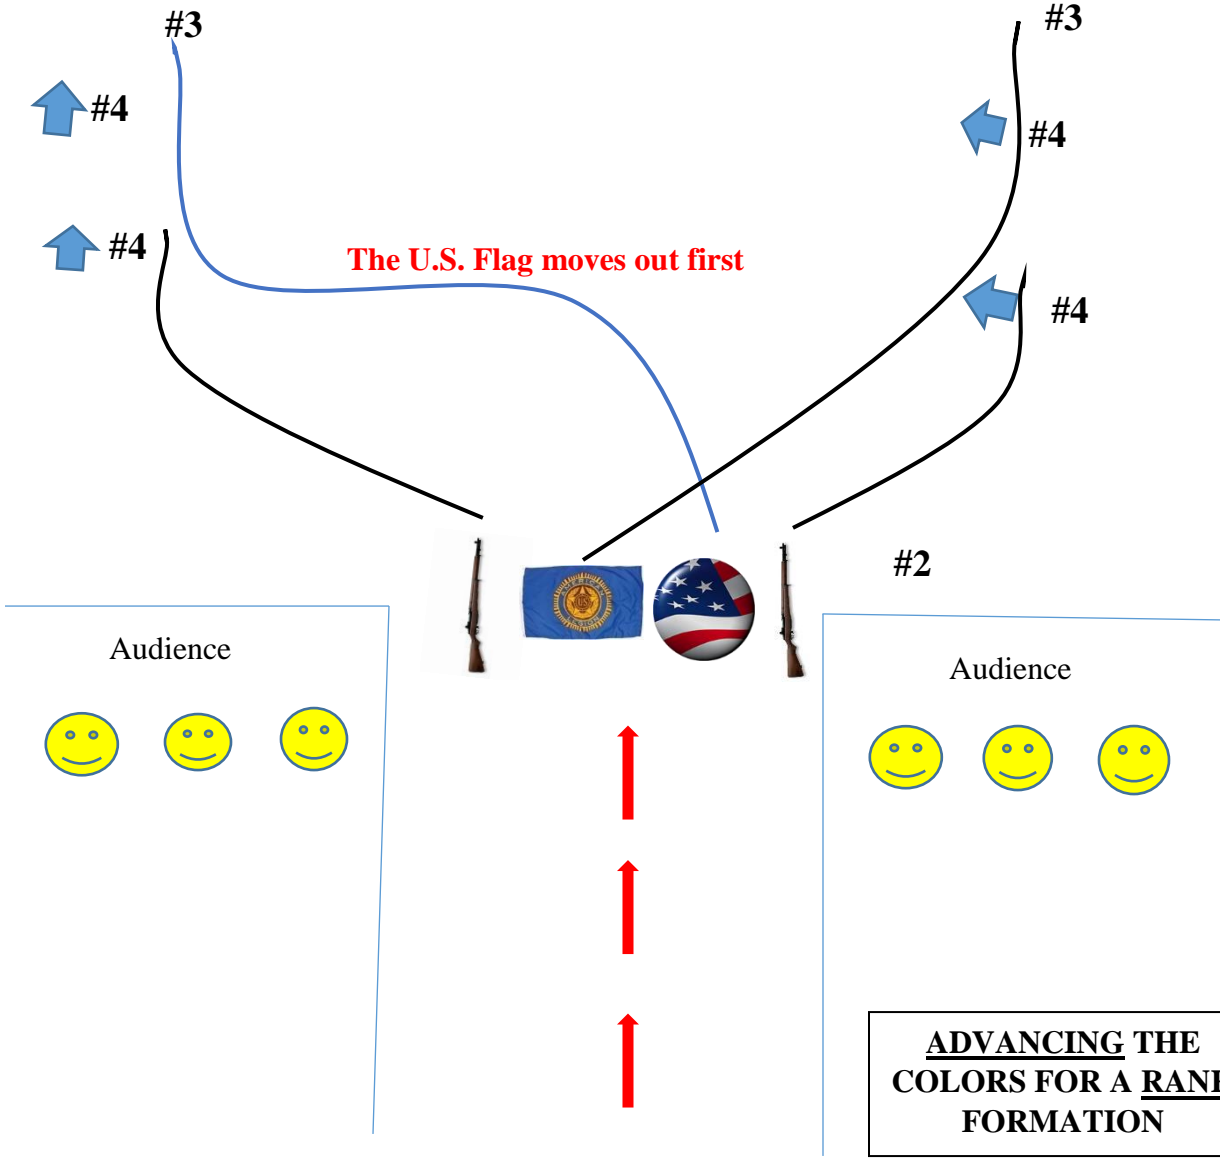 #3
#3
#4
#4
#4
The U.S. Flag moves out first
#4
#2
Audience
Audience
ADVANCING THE
COLORS FOR A
FORMATION